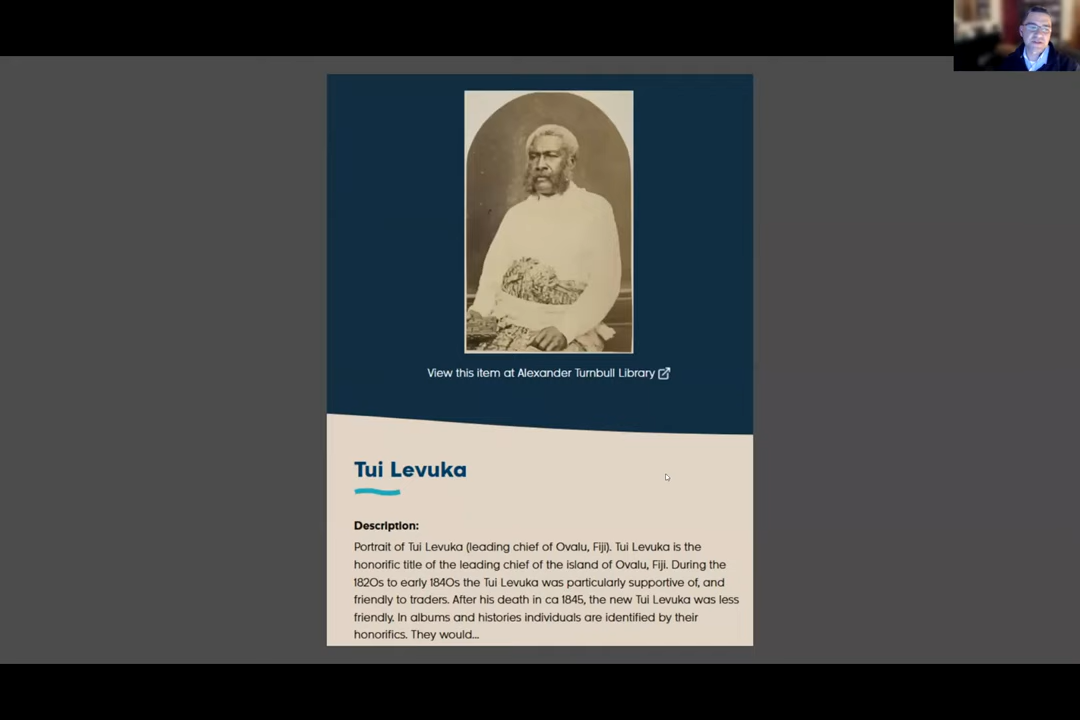 View this item at Alexander Turnbull Library
Tui Levuka
Description:
Portrait of Tui Levuka (leading chief of Ovalu, Fiji). Tui Levuka is the
honorific title of the leading chief of the island of Ovalu, Fiji. During the
1820s to early 1840s the Tui Levuka was particularly supportive of, and
friendly to traders. After his death in ca 1845, the new Tui Levuka was less
friendly. In albums and histories individuals are identified by their
honorifics. They would...